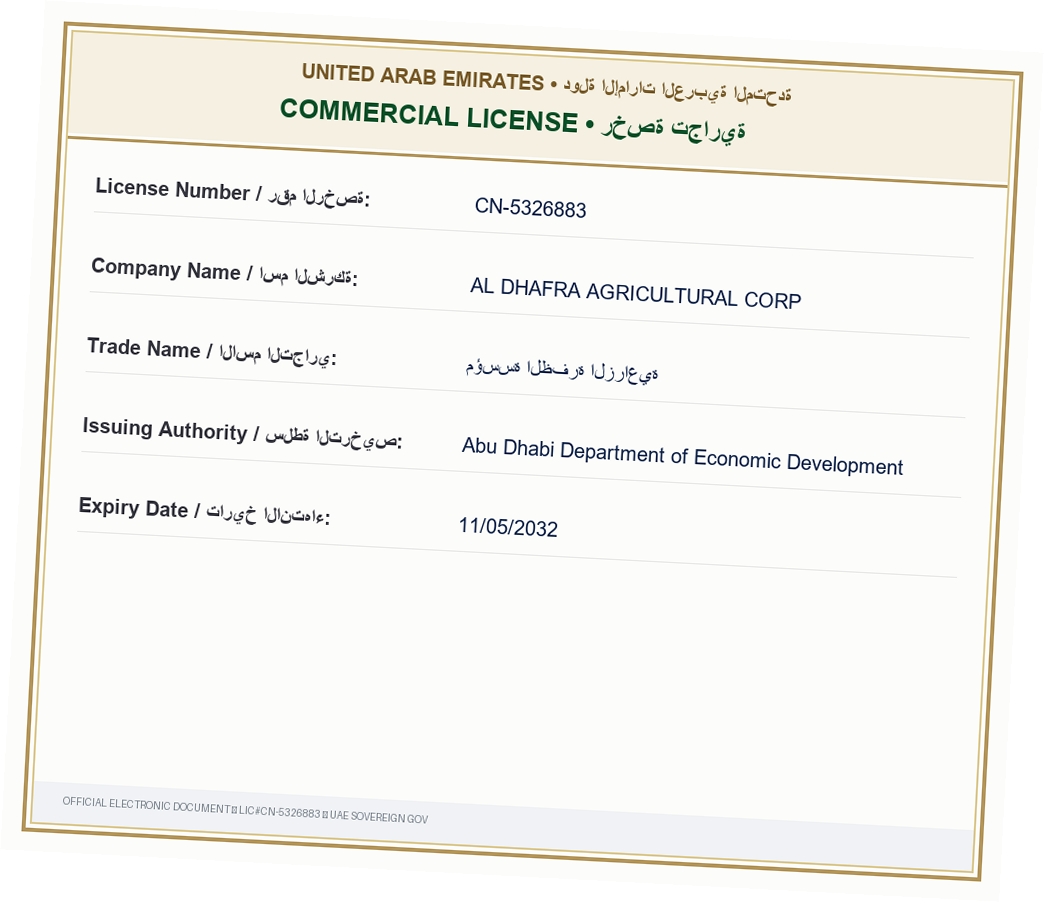 UNITED ARAB EMIRATES • دولة الإمارات العربية المتحدة
COMMERCIAL LICENSE • رخصة تجارية
License Number / رقم الرخصة: CN-5326883
Company Name / اسم الشركة: AL DHAFRA AGRICULTURAL CORP
Trade Name / الاسم التجاري: مؤسسة الظفرة الزراعية
Issuing Authority / سلطة الترخيص: Abu Dhabi Department of Economic Development
Expiry Date / تاريخ الانتهاء: 11/05/2032
OFFICIAL ELECTRONIC DOCUMENT LIC#CN-5326883 UAE SOVEREIGN GOV